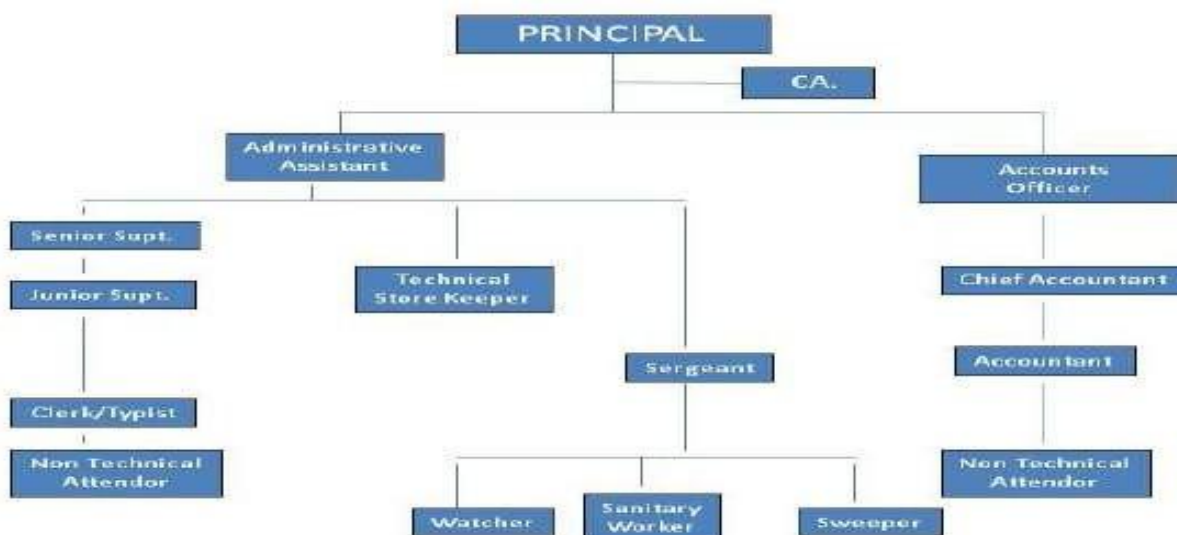 PRINCIPAL
CA.
Administrative
Assistant
Accounts
Officer
Senior Supt.
Technical
Store Keeper
Chief Accountant
Junior Supt.
Sergeant
Accountant
Clerk/Typist
Non Technical
Attendor
Non Technical
Attendor
Watcher
Sanitary
Worker
Sweeper